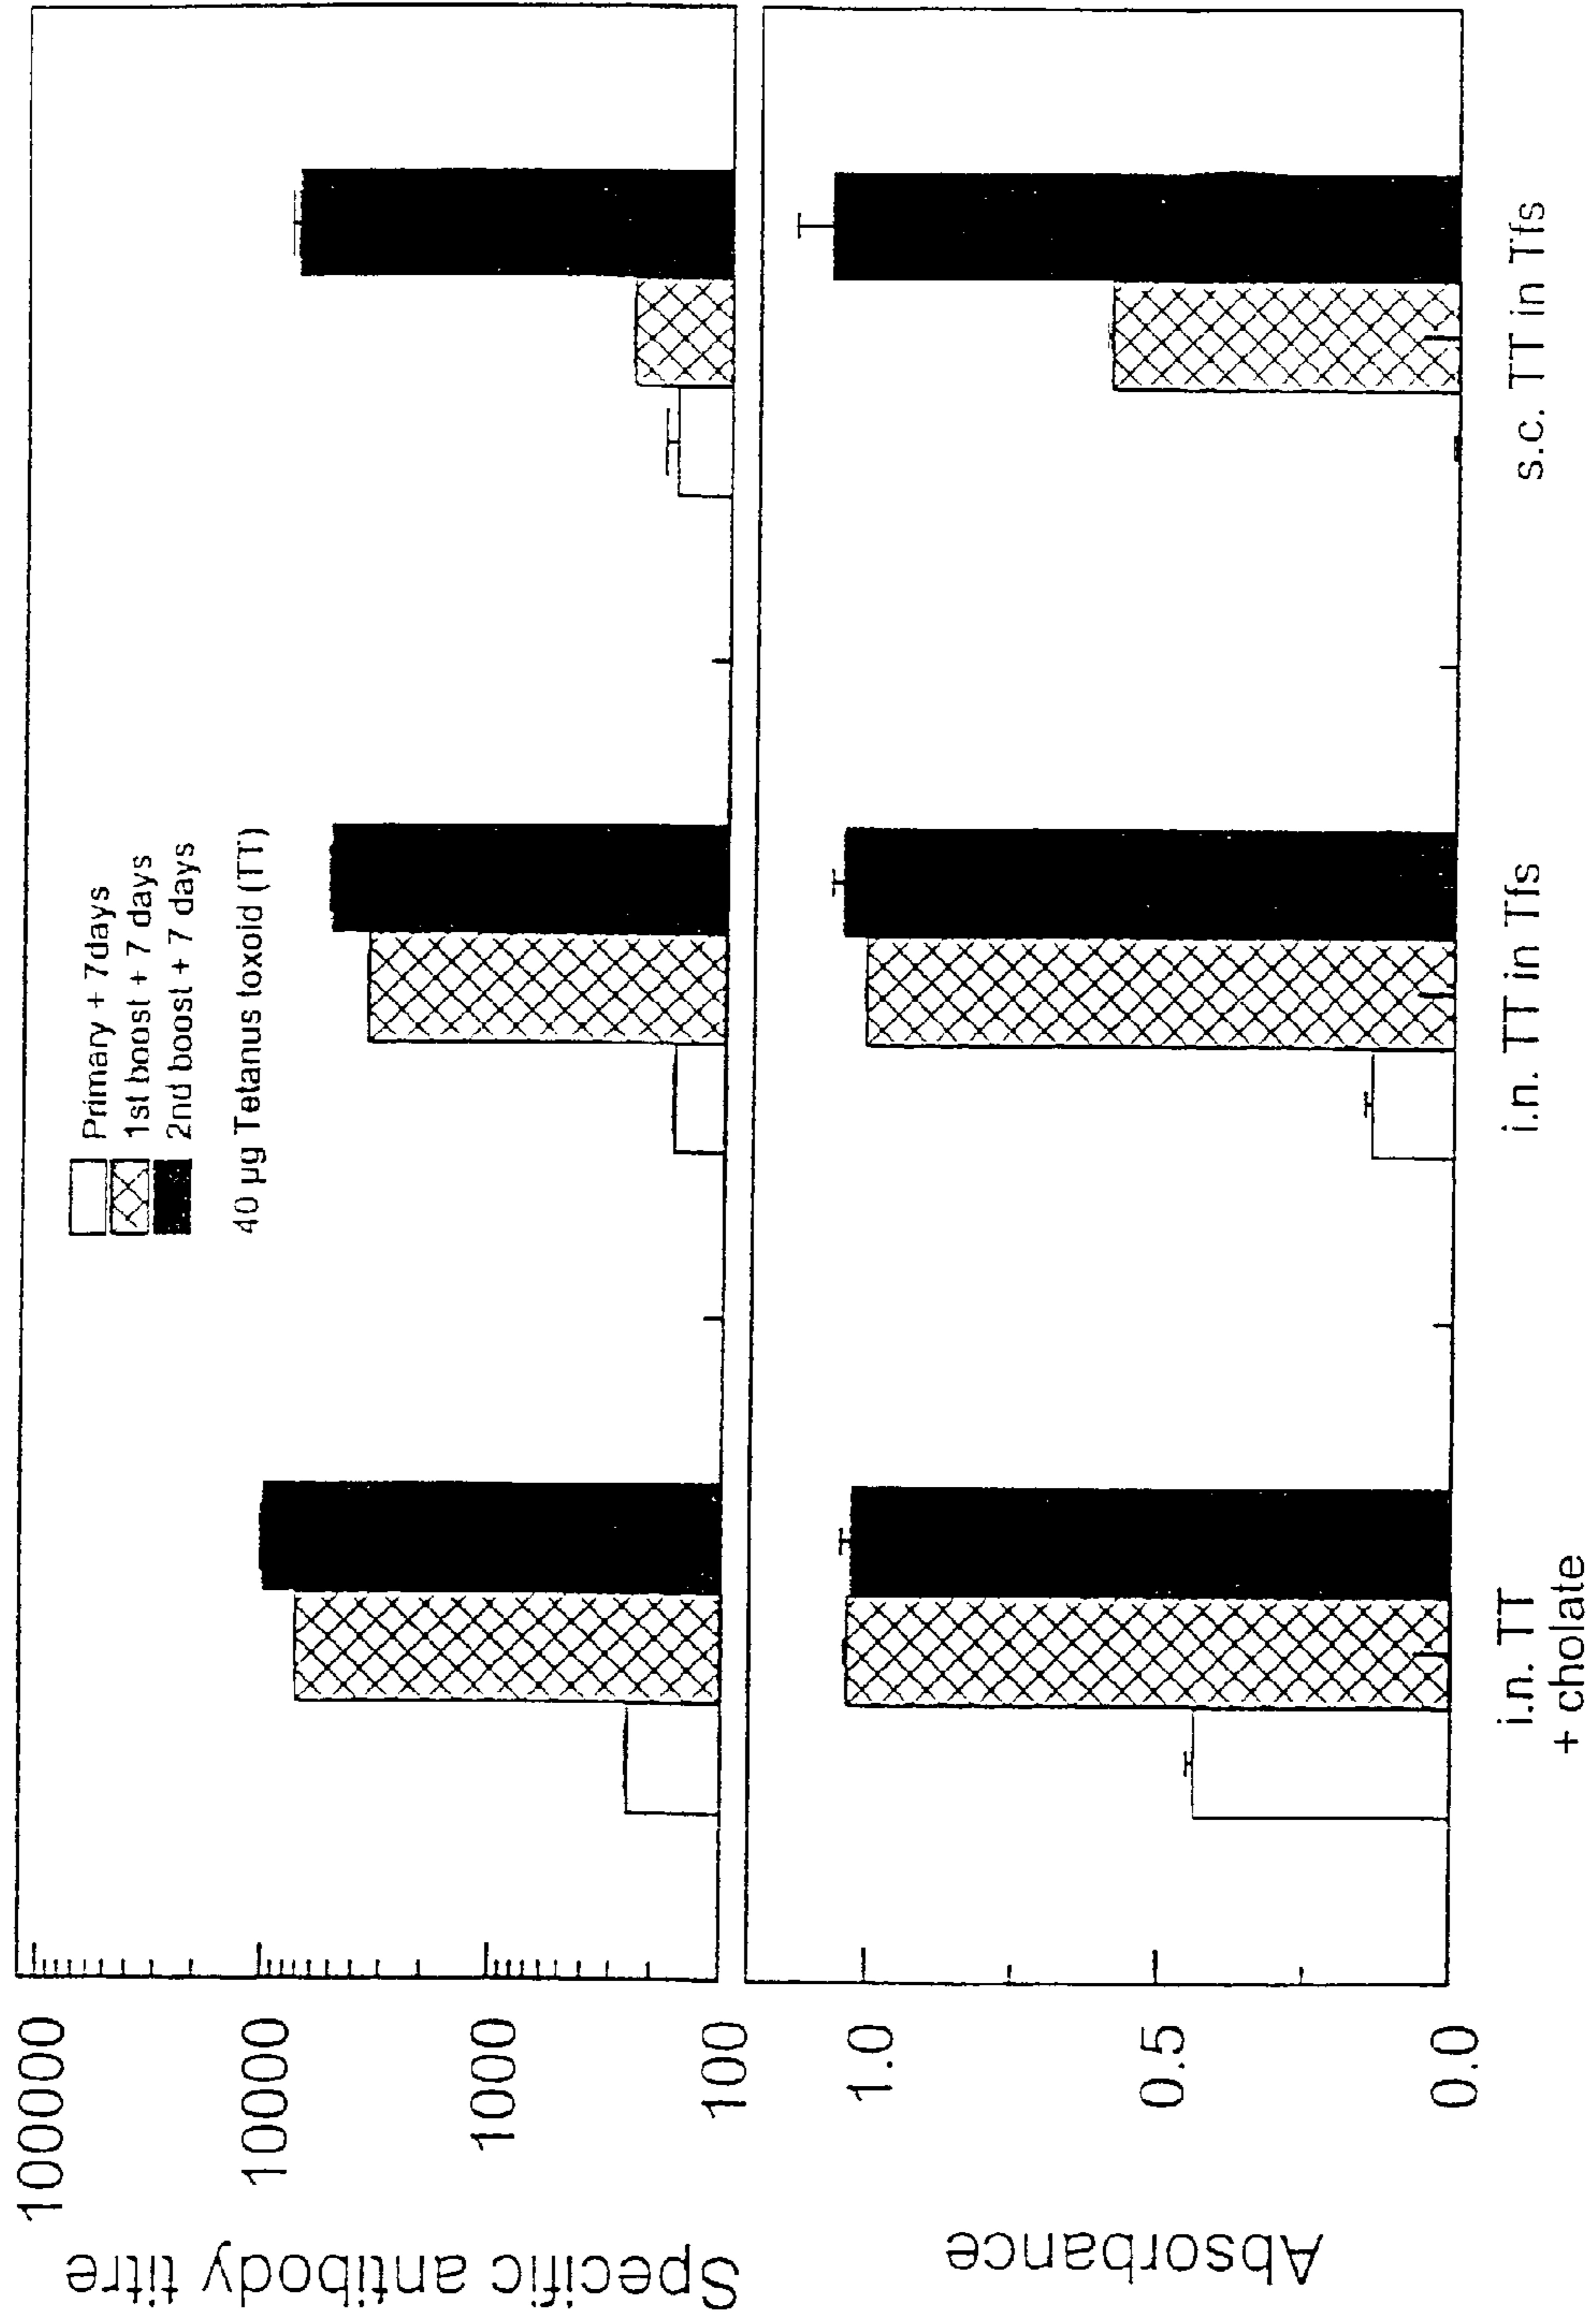 Specific antibody titre
100000
10000
1000
100
Primary + 7days
1st boost + 7 days
2nd boost + 7 days
40 µg Tetanus toxoid (TT)
Absorbance
1.0
0.5
0.0
i.n. TT
+ cholate
i.n. TT in Tfs
s.c. TT in Tfs